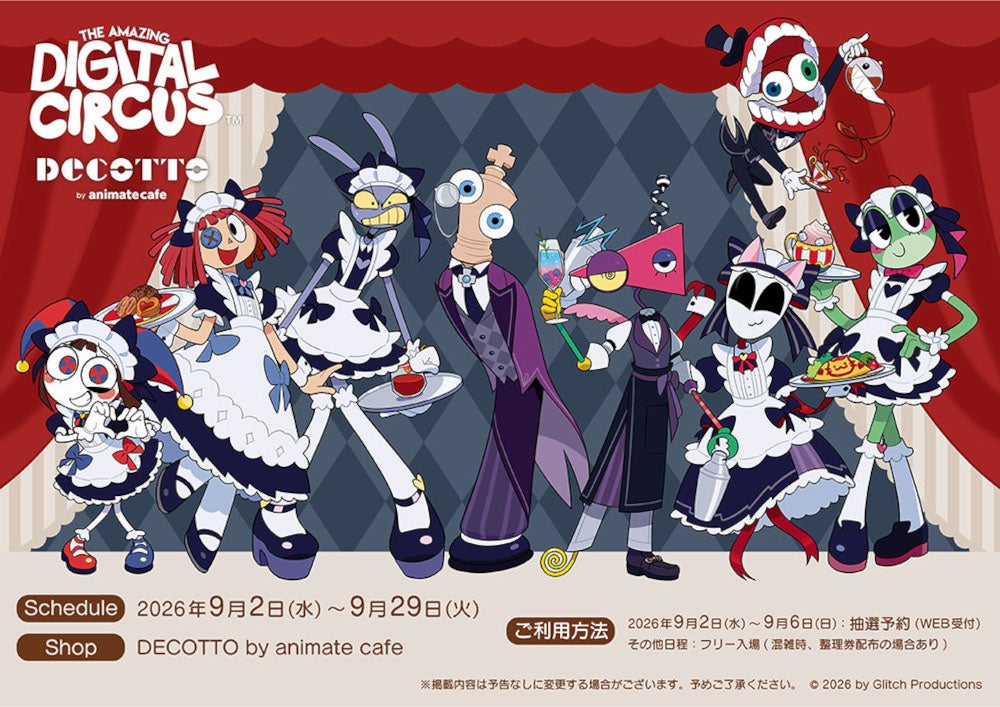 THE AMAZING
DIGITAL
CIRCUS™
DECOTTO
by animatecafe
Schedule 2026年9月2日(水)～9月29日(火)
Shop DECOTTO by animate cafe
ご利用方法
2026年9月2日(水)～9月6日(日)：抽選予約(WEB受付)
その他日程：フリー入場(混雑時、整理券配布の場合あり)
※掲載内容は予告なしに変更する場合がございます。予めご了承ください。 © 2026 by Glitch Productions